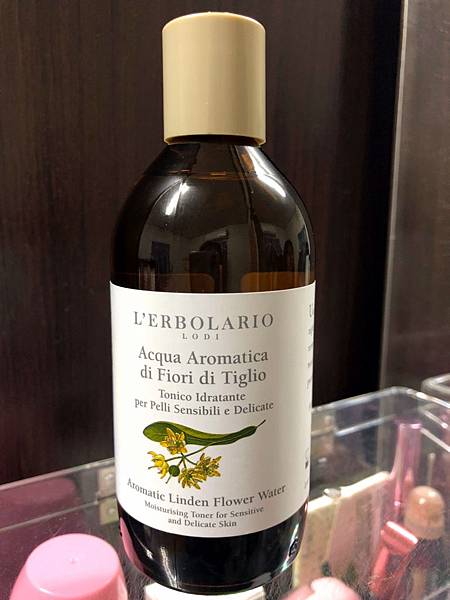 L'ERBOLARIO
LODI
Acqua Aromatica
di Fiori di Tiglio
Tonico Idratante
per Pelli Sensibili e Delicate
Aromatic Linden Flower Water
Moisturising Toner for Sensitive
and Delicate Skin